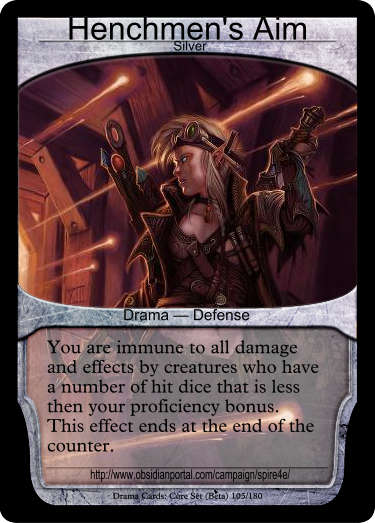 Henchmen's Aim
Silver
Drama — Defense
You are immune to all damage
and effects by creatures who have
a number of hit dice that is less
then your proficiency bonus.
This effect ends at the end of the
counter.
http://www.obsidianportal.com/campaign/spire4e/
Drama Cards: Core Set (Beta) 105/180